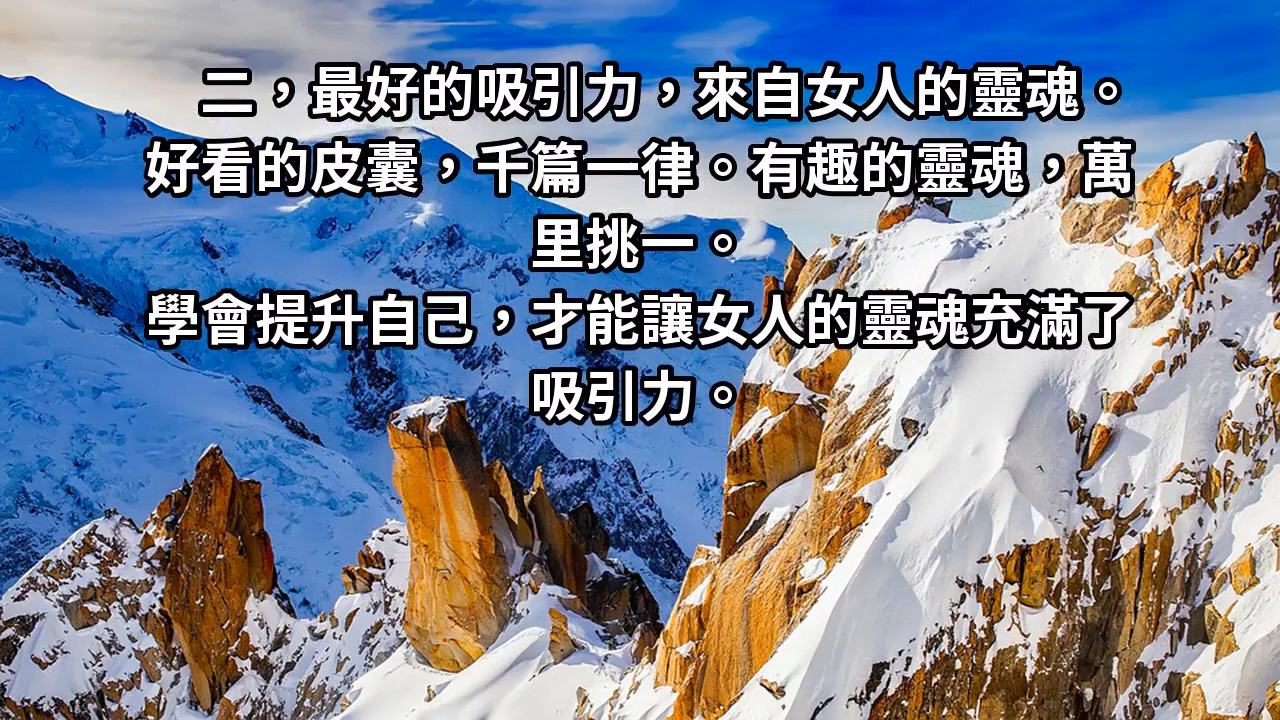 二，最好的吸引力，來自女人的靈魂。
好看的皮囊，千篇一律。有趣的靈魂，萬
里挑一。
學會提升自己，才能讓女人的靈魂充滿了
吸引力。